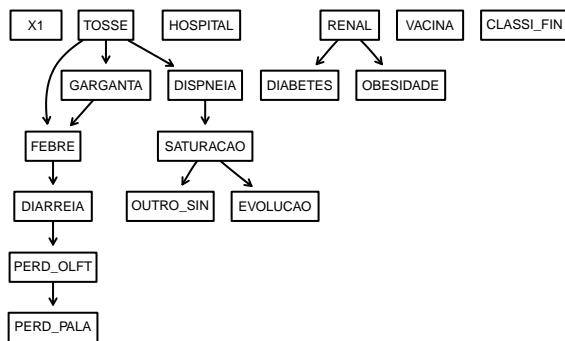 X1 TOSSE HOSPITAL RENAL VACINA CLASSI_FIN
GARGANTA DISPNEIA DIABETES OBESIDADE
FEBRE SATURACAO
DIARREIA OUTRO_SIN EVOLUCAO
PERD_OLFT
PERD_PALA